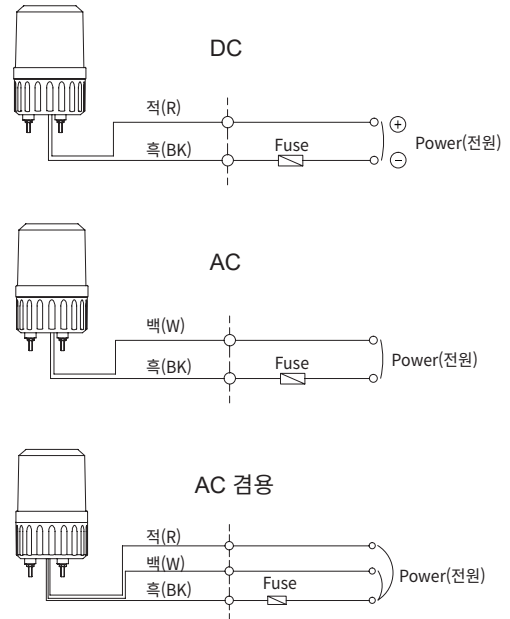 DC
적(R)
흑(BK)
Fuse
+
−
Power(전원)
AC
백(W)
흑(BK)
Fuse
Power(전원)
AC 겸용
적(R)
백(W)
흑(BK)
Fuse
Power(전원)